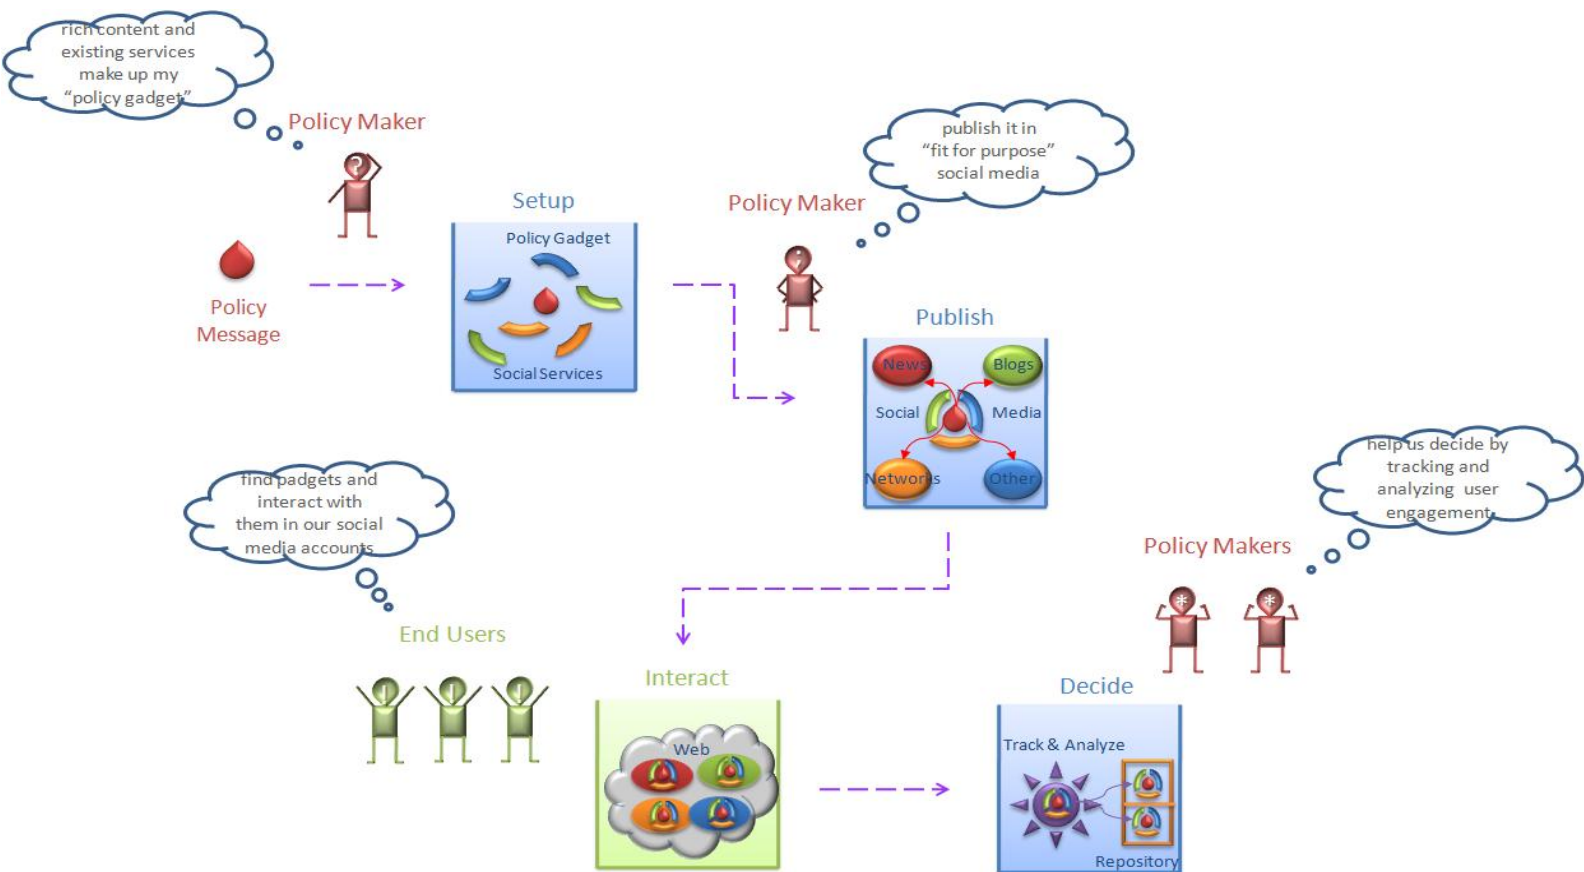 rich content and
existing services
make up my
“policy gadget”
Policy Maker
?
Policy
Message
Setup
Policy Gadget
Social Services
Policy Maker
;
publish it in
“fit for purpose”
social media
Publish
News
Blogs
Social
Media
Networks
Other
find padgets and
interact with
them in our social
media accounts
End Users
!
!
!
Interact
Web
help us decide by
tracking and
analyzing user
engagement
Policy Makers
*
*
Decide
Track & Analyze
Repository